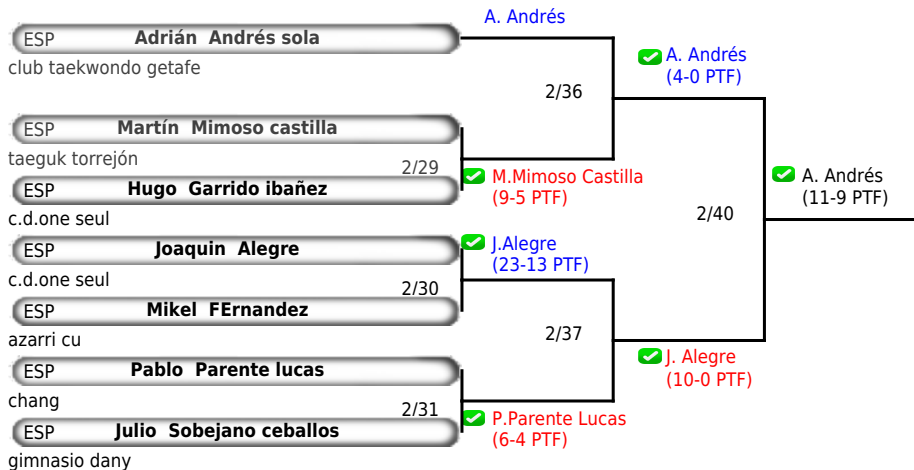 A. Andrés
ESP Adrián Andrés sola
club taekwondo getafe
A. Andrés
(4-0 PTF)
2/36
ESP Martín Mimoso castilla
taeguk torrejón
2/29
M.Mimoso Castilla
(9-5 PTF)
ESP Hugo Garrido ibañez
c.d.one seul
A. Andrés
(11-9 PTF)
2/40
ESP Joaquin Alegre
c.d.one seul
J.Alegre
(23-13 PTF)
2/30
ESP Mikel FErnandez
azarri cu
2/37
ESP Pablo Parente lucas
chang
J. Alegre
(10-0 PTF)
2/31
P.Parente Lucas
(6-4 PTF)
ESP Julio Sobejano ceballos
gimnasio dany